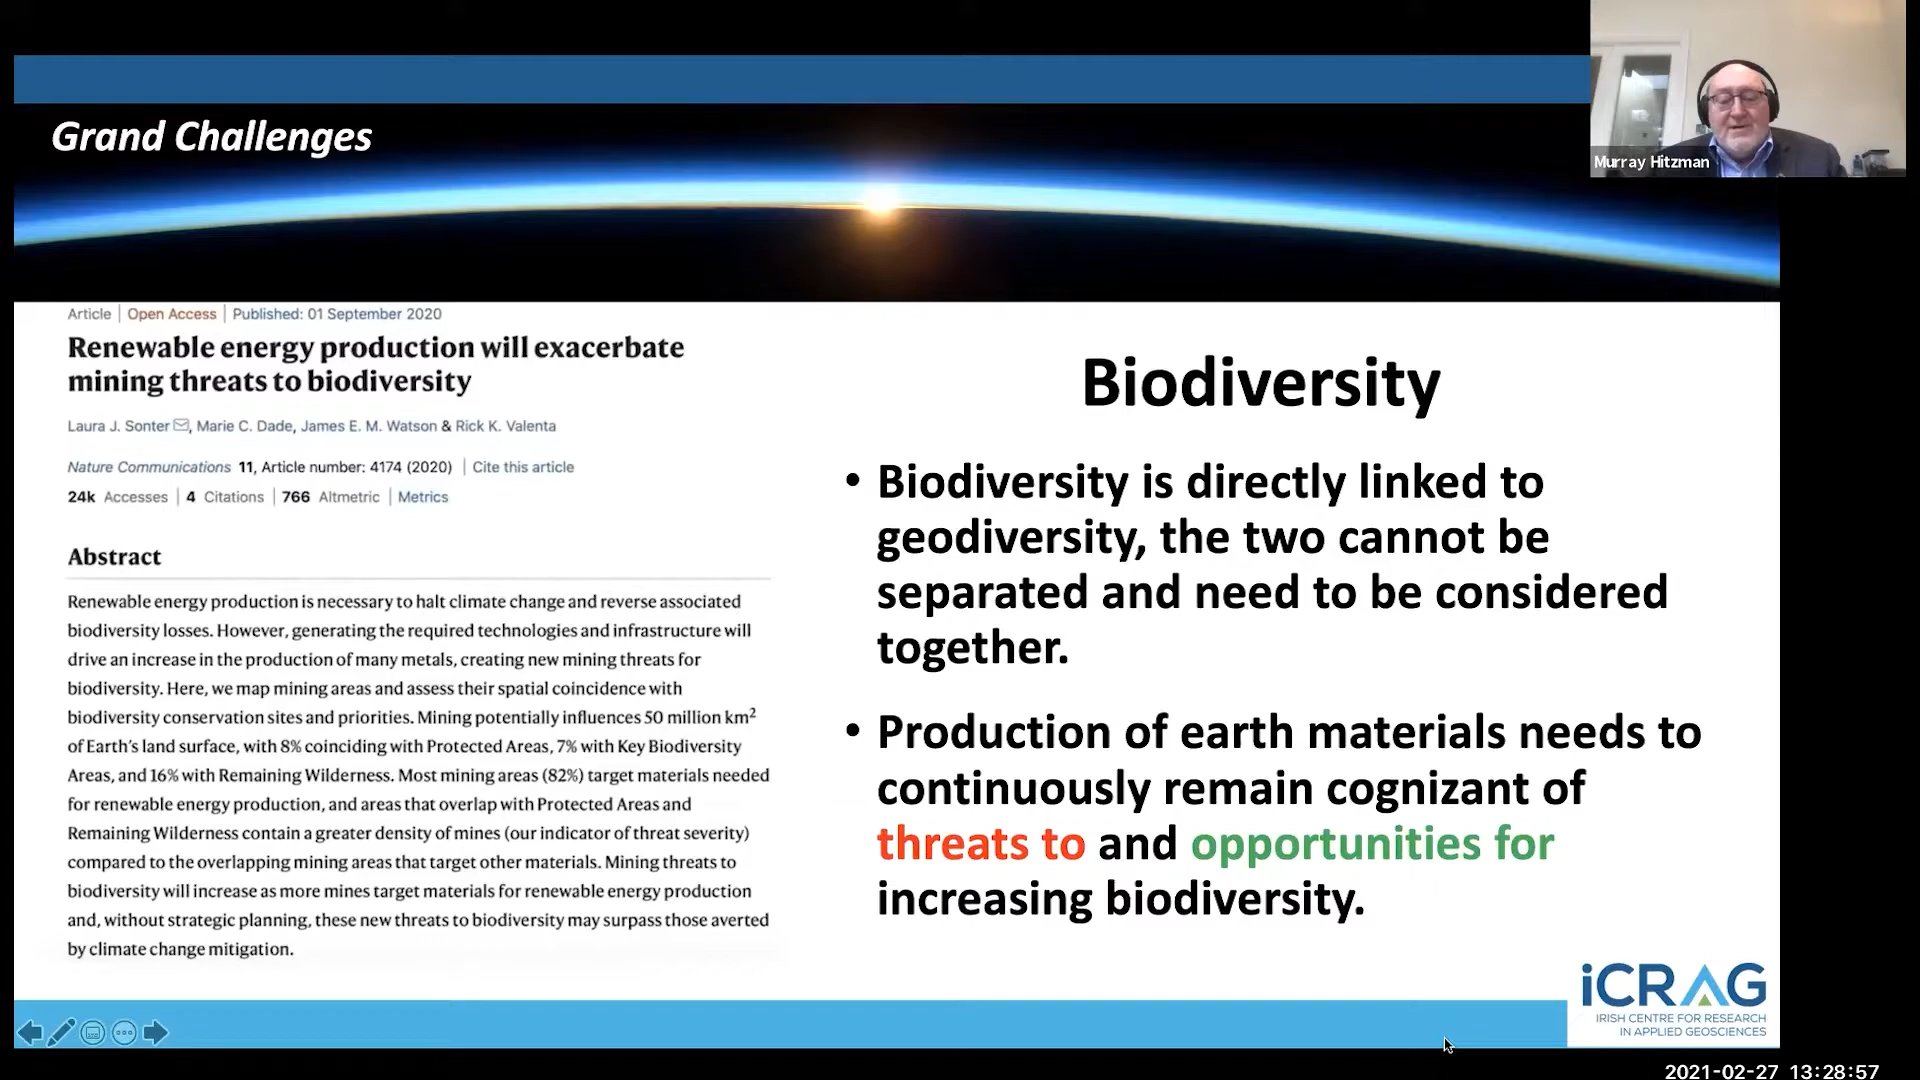 Grand Challenges
Murray Hitzman
Article | Open Access | Published: 01 September 2020
Renewable energy production will exacerbate
mining threats to biodiversity
Laura J. Sonter, Marie C. Dade, James E. M. Watson & Rick K. Valenta
Nature Communications 11, Article number: 4174 (2020) | Cite this article
24k Accesses | 4 Citations | 766 Altmetric | Metrics
Abstract
Renewable energy production is necessary to halt climate change and reverse associated
biodiversity losses. However, generating the required technologies and infrastructure will
drive an increase in the production of many metals, creating new mining threats for
biodiversity. Here, we map mining areas and assess their spatial coincidence with
biodiversity conservation sites and priorities. Mining potentially influences 50 million km²
of Earth's land surface, with 8% coinciding with Protected Areas, 7% with Key Biodiversity
Areas, and 16% with Remaining Wilderness. Most mining areas (82%) target materials needed
for renewable energy production, and areas that overlap with Protected Areas and
Remaining Wilderness contain a greater density of mines (our indicator of threat severity)
compared to the overlapping mining areas that target other materials. Mining threats to
biodiversity will increase as more mines target materials for renewable energy production
and, without strategic planning, these new threats to biodiversity may surpass those averted
by climate change mitigation.
Biodiversity
• Biodiversity is directly linked to
geodiversity, the two cannot be
separated and need to be considered
together.
• Production of earth materials needs to
continuously remain cognizant of
threats to and opportunities for
increasing biodiversity.
iCRAG
IRISH CENTRE FOR RESEARCH
IN APPLIED GEOSCIENCES
2021-02-27 13:28:57